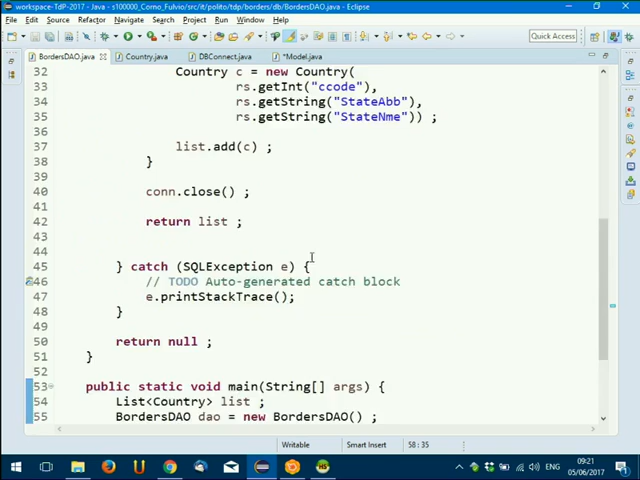 workspace-TdP-2017 - Java - s100000_Corno_Fulvio/src/it/polito/tdp/borders/db/BordersDAO.java - Eclipse
File Edit Source Refactor Navigate Search Project Run Window Help
Quick Access
BordersDAO.java Country.java DBConnect.java *Model.java
32 Country c = new Country(
33 rs.getInt("ccode"),
34 rs.getString("StateAbb"),
35 rs.getString("StateNme")) ;
36
37 list.add(c) ;
38 }
39
40 conn.close() ;
41
42 return list ;
43
44
45 } catch (SQLException e) {
46 // TODO Auto-generated catch block
47 e.printStackTrace();
48 }
49
50 return null ;
51 }
52
53 public static void main(String[] args) {
54 List<Country> list ;
55 BordersDAO dao = new BordersDAO() ;
Writable Smart Insert 58 : 35
ENG 09:21
05/06/2017